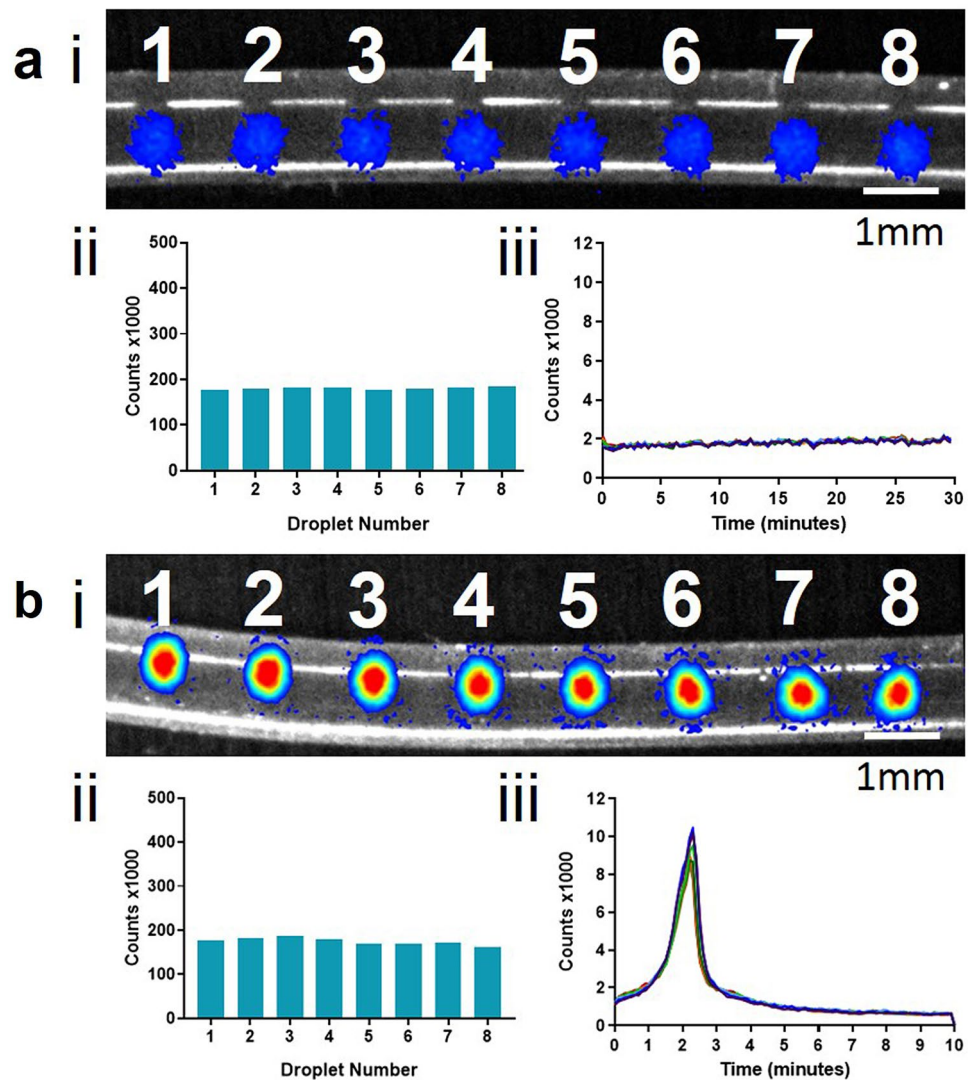 a i 1 2 3 4 5 6 7 8
1mm
ii
500
400
300
200
100
0
Counts x1000
1 2 3 4 5 6 7 8
Droplet Number
iii
12
10
8
6
4
2
0
Counts x1000
0 5 10 15 20 25 30
Time (minutes)
b i 1 2 3 4 5 6 7 8
1mm
ii
500
400
300
200
100
0
Counts x1000
1 2 3 4 5 6 7 8
Droplet Number
iii
12
10
8
6
4
2
0
Counts x1000
0 1 2 3 4 5 6 7 8 9 10
Time (minutes)